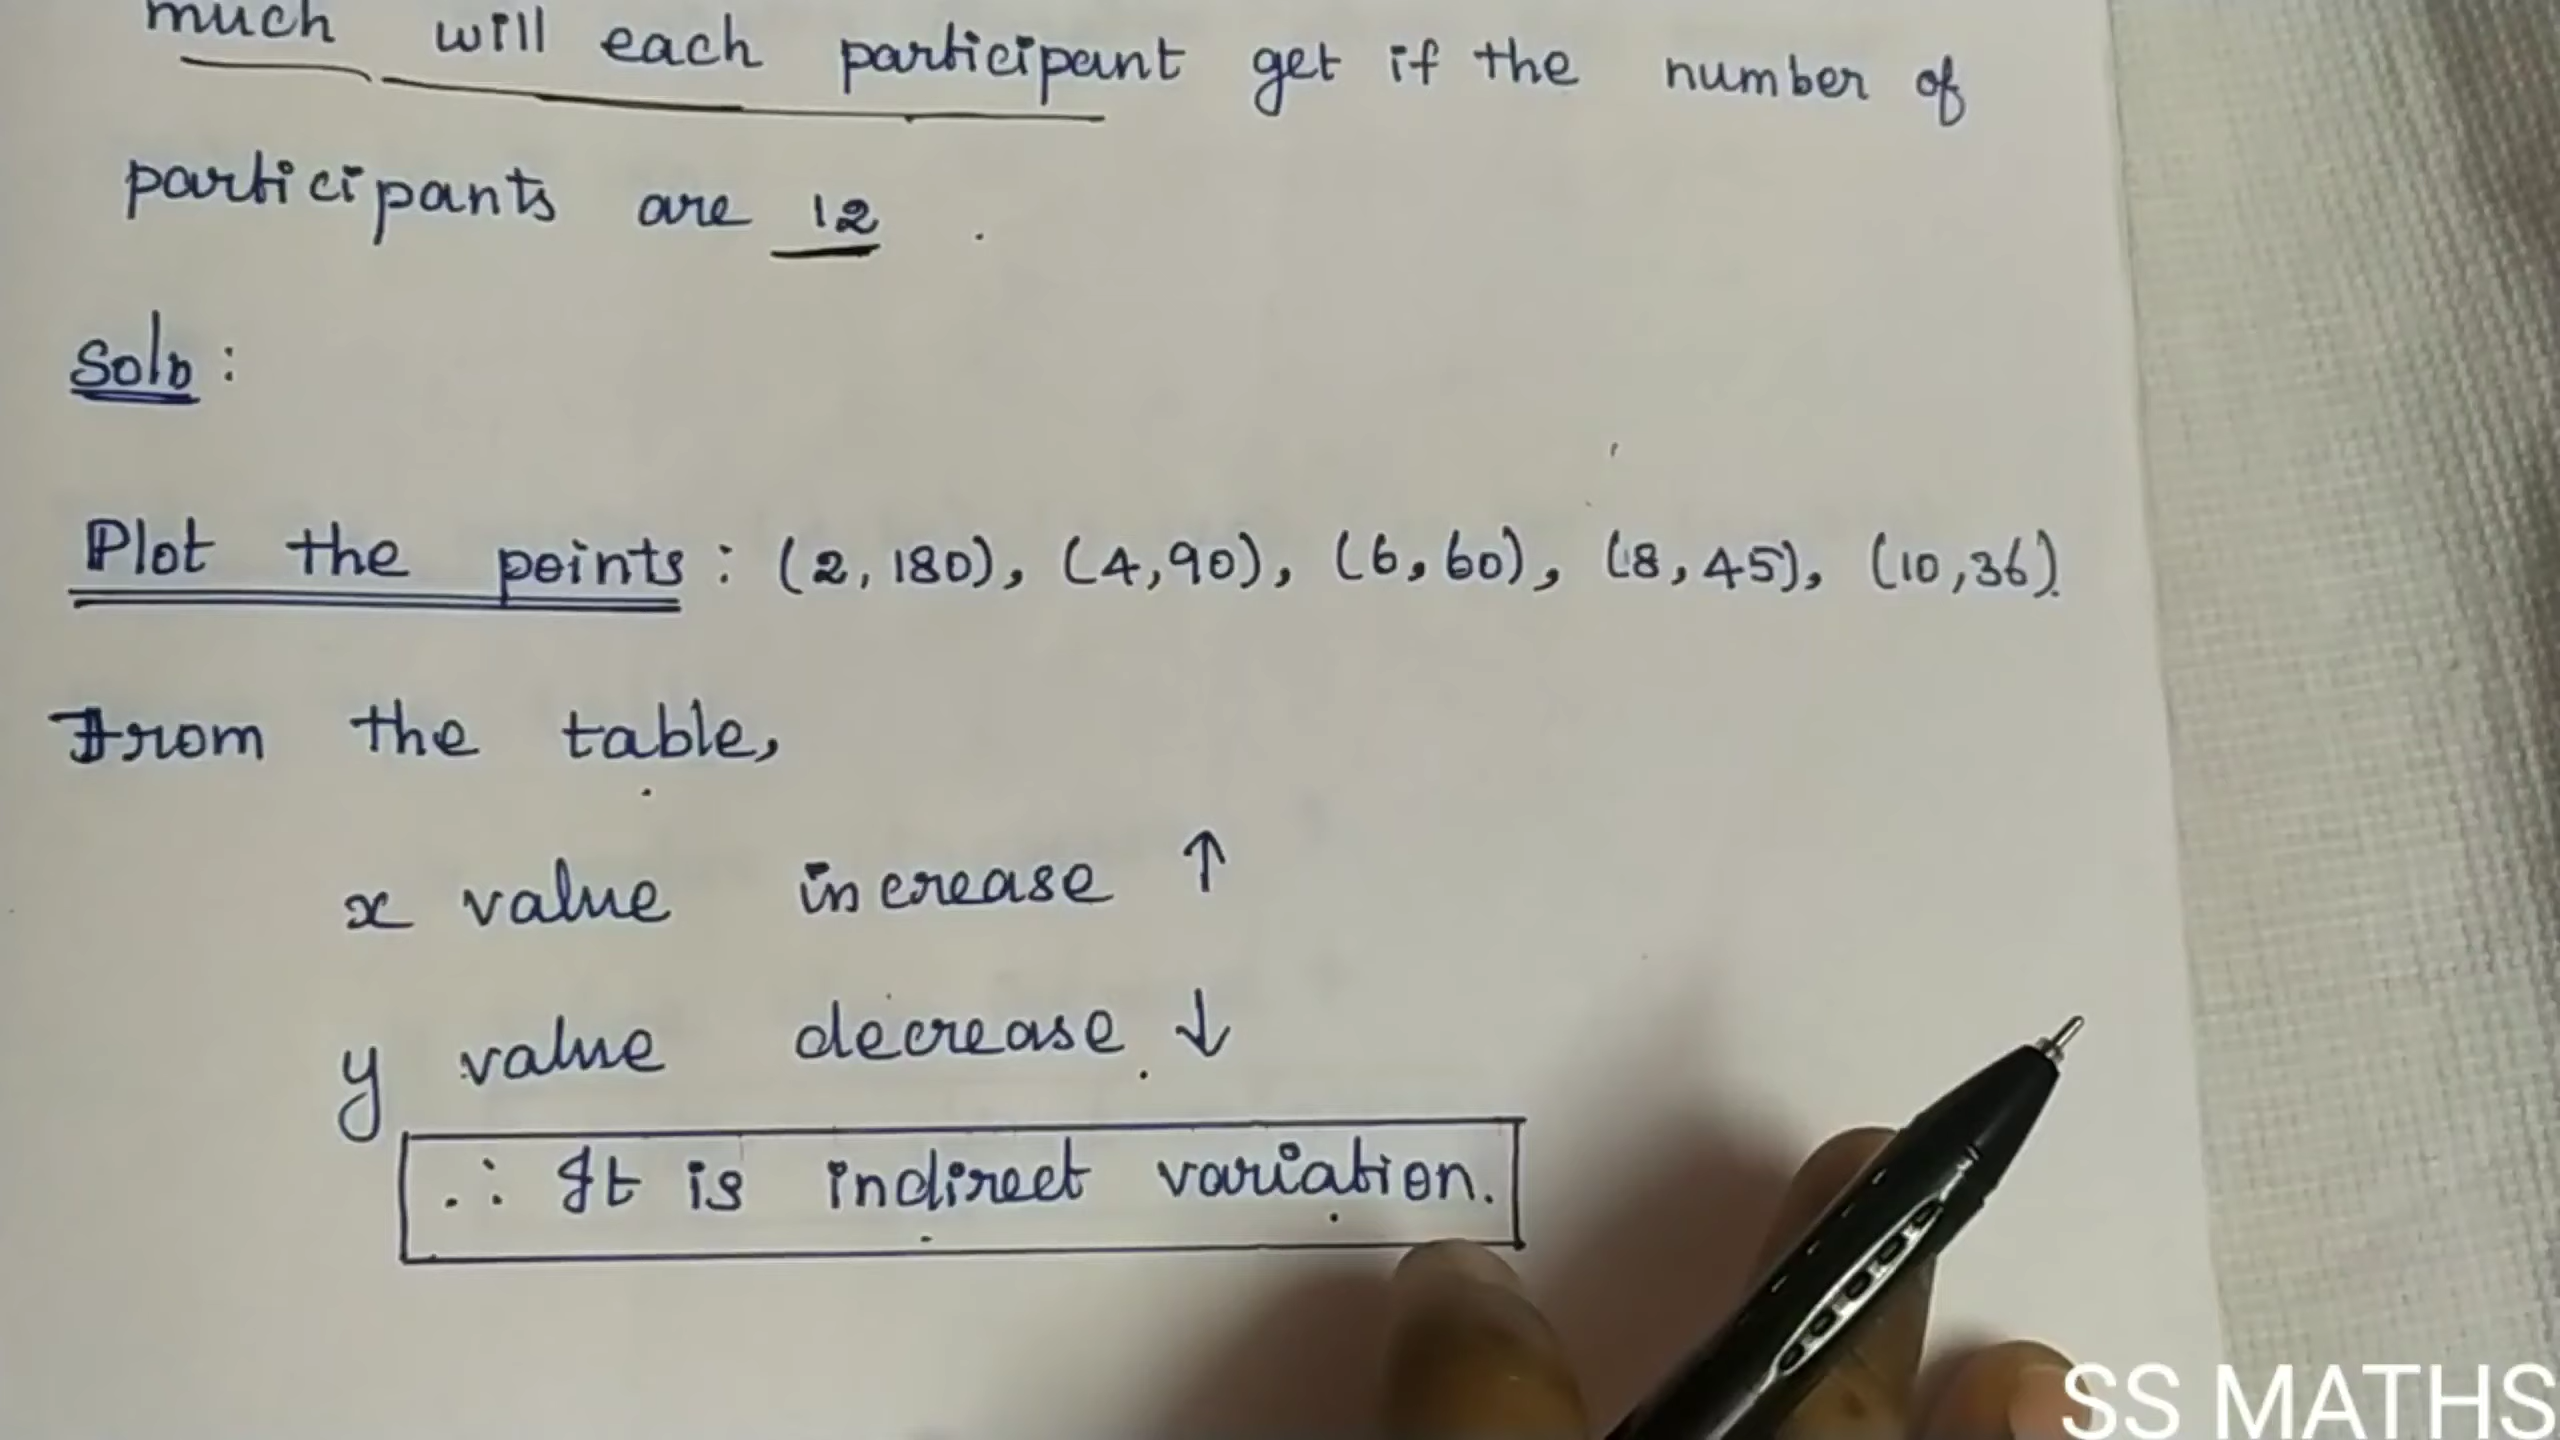 much will each participant get if the number of
participants are 12
Soln :
Plot the points : (2, 180), (4, 90), (6, 60), (8, 45), (10, 36).
From the table,
x value increase ↑
y value decrease ↓
∴ It is indirect variation.
SS MATHS